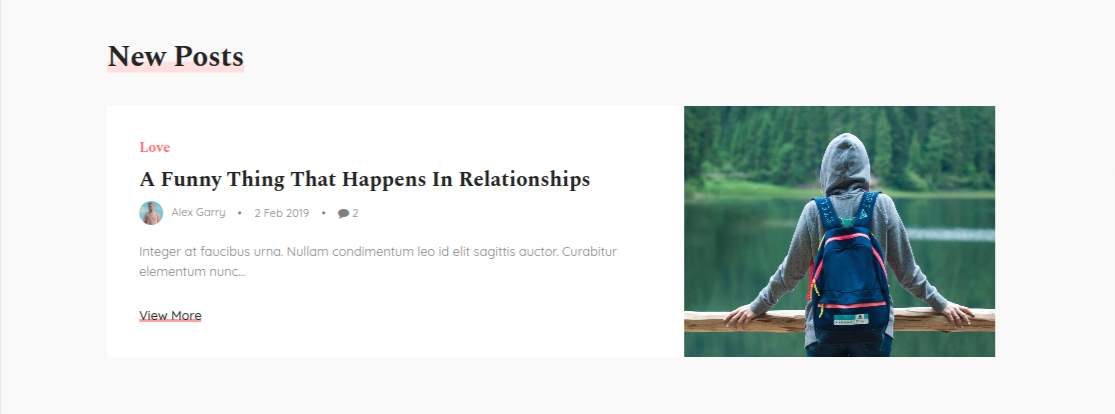 New Posts
Love
A Funny Thing That Happens In Relationships
Alex Garry • 2 Feb 2019 • 2
Integer at faucibus urna. Nullam condimentum leo id elit sagittis auctor. Curabitur
elementum nunc...
View More